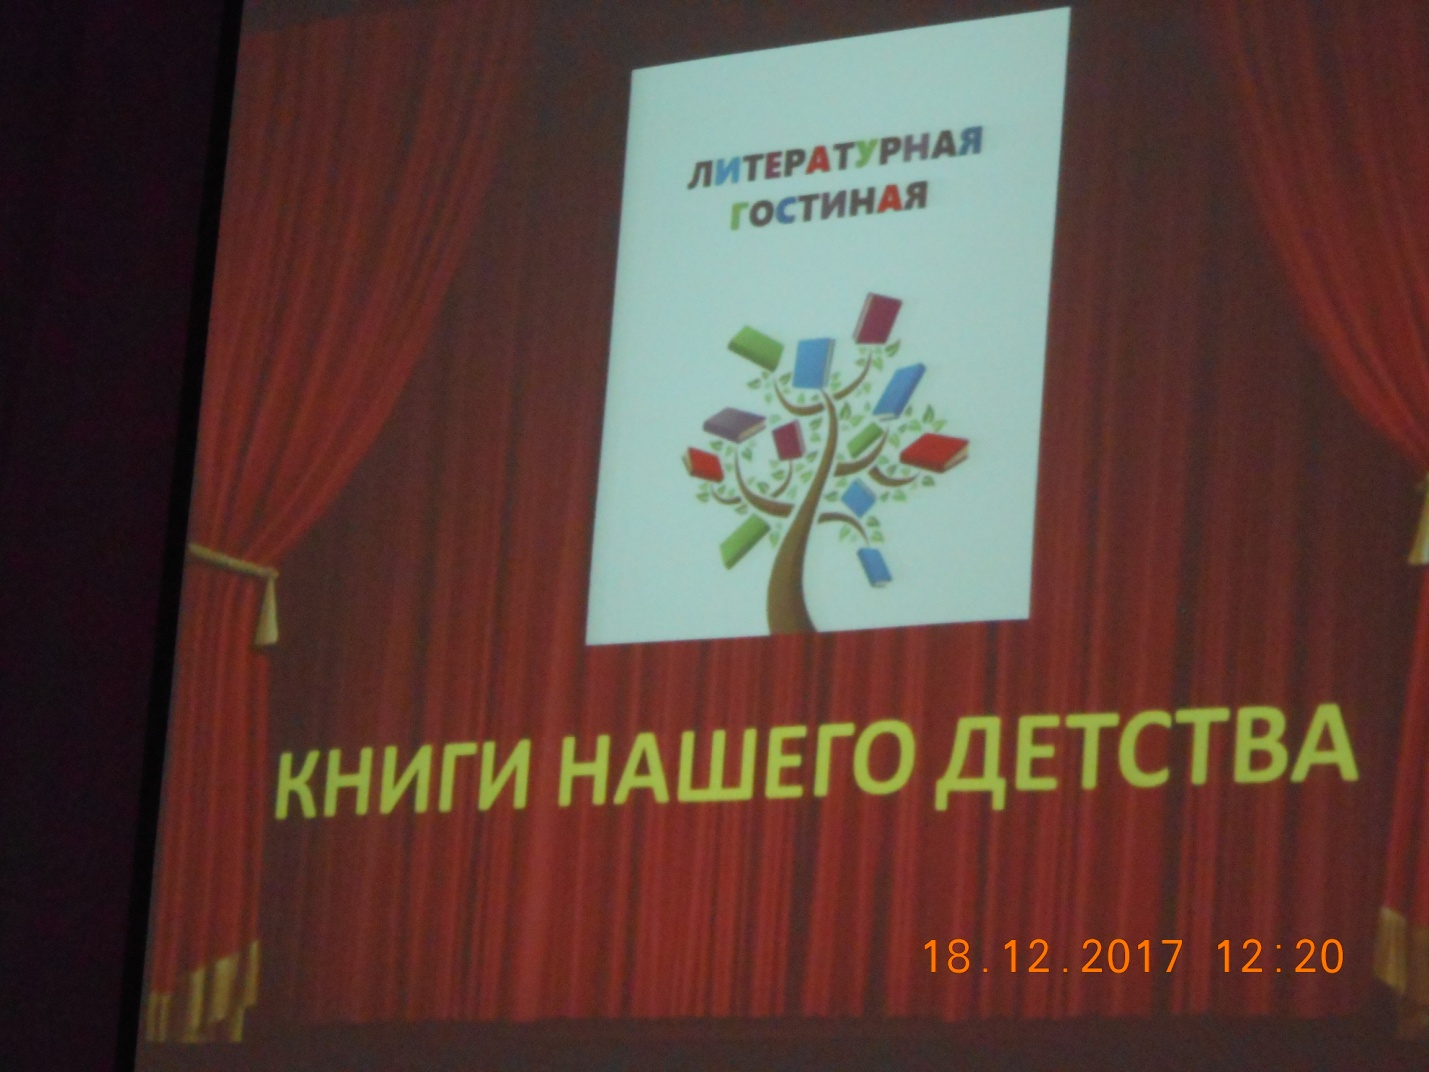 ЛИТЕРАТУРНАЯ
ГОСТИНАЯ
КНИГИ НАШЕГО ДЕТСТВА
18.12.2017 12:20